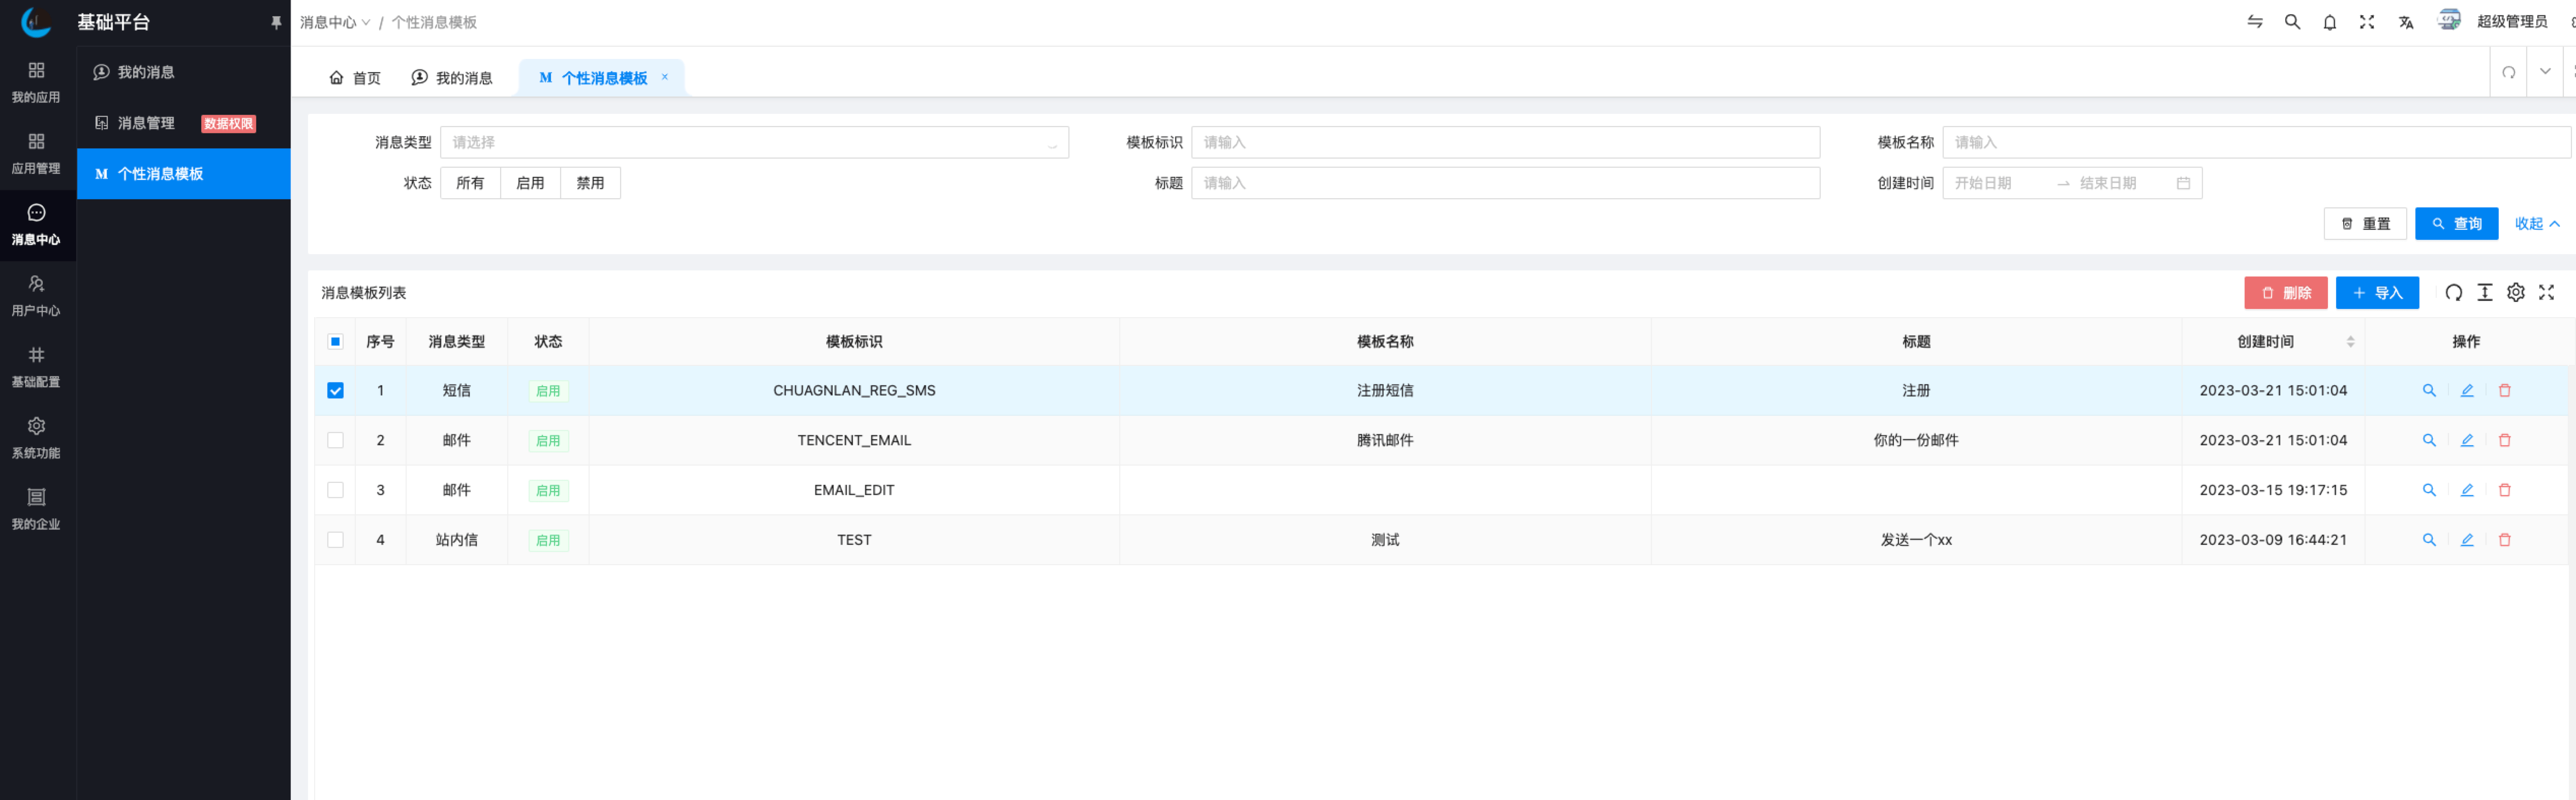 基础平台
消息中心 / 个性消息模板
超级管理员
我的应用
应用管理
消息中心
用户中心
基础配置
系统功能
我的企业
我的消息
消息管理 数据权限
M 个性消息模板
首页 我的消息 M 个性消息模板 ×
消息类型 请选择 模板标识 请输入 模板名称 请输入
状态 所有 启用 禁用 标题 请输入 创建时间 开始日期 → 结束日期
重置 查询 收起
消息模板列表 删除 + 导入
序号 消息类型 状态 模板标识 模板名称 标题 创建时间 操作
1 短信 启用 CHUAGNLAN_REG_SMS 注册短信 注册 2023-03-21 15:01:04
2 邮件 启用 TENCENT_EMAIL 腾讯邮件 你的一份邮件 2023-03-21 15:01:04
3 邮件 启用 EMAIL_EDIT 2023-03-15 19:17:15
4 站内信 启用 TEST 测试 发送一个xx 2023-03-09 16:44:21